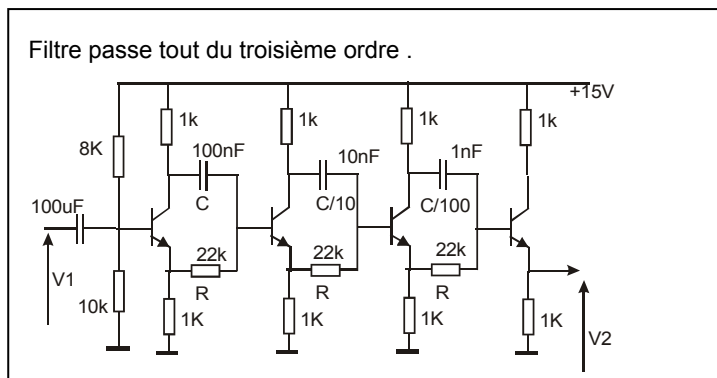 Filtre passe tout du troisième ordre .
+15V
1k
1k
1k
1k
8K
100nF
10nF
1nF
C
C/10
C/100
100uF
22k
22k
22k
V1
R
R
R
10k
1K
1K
1K
1K
V2